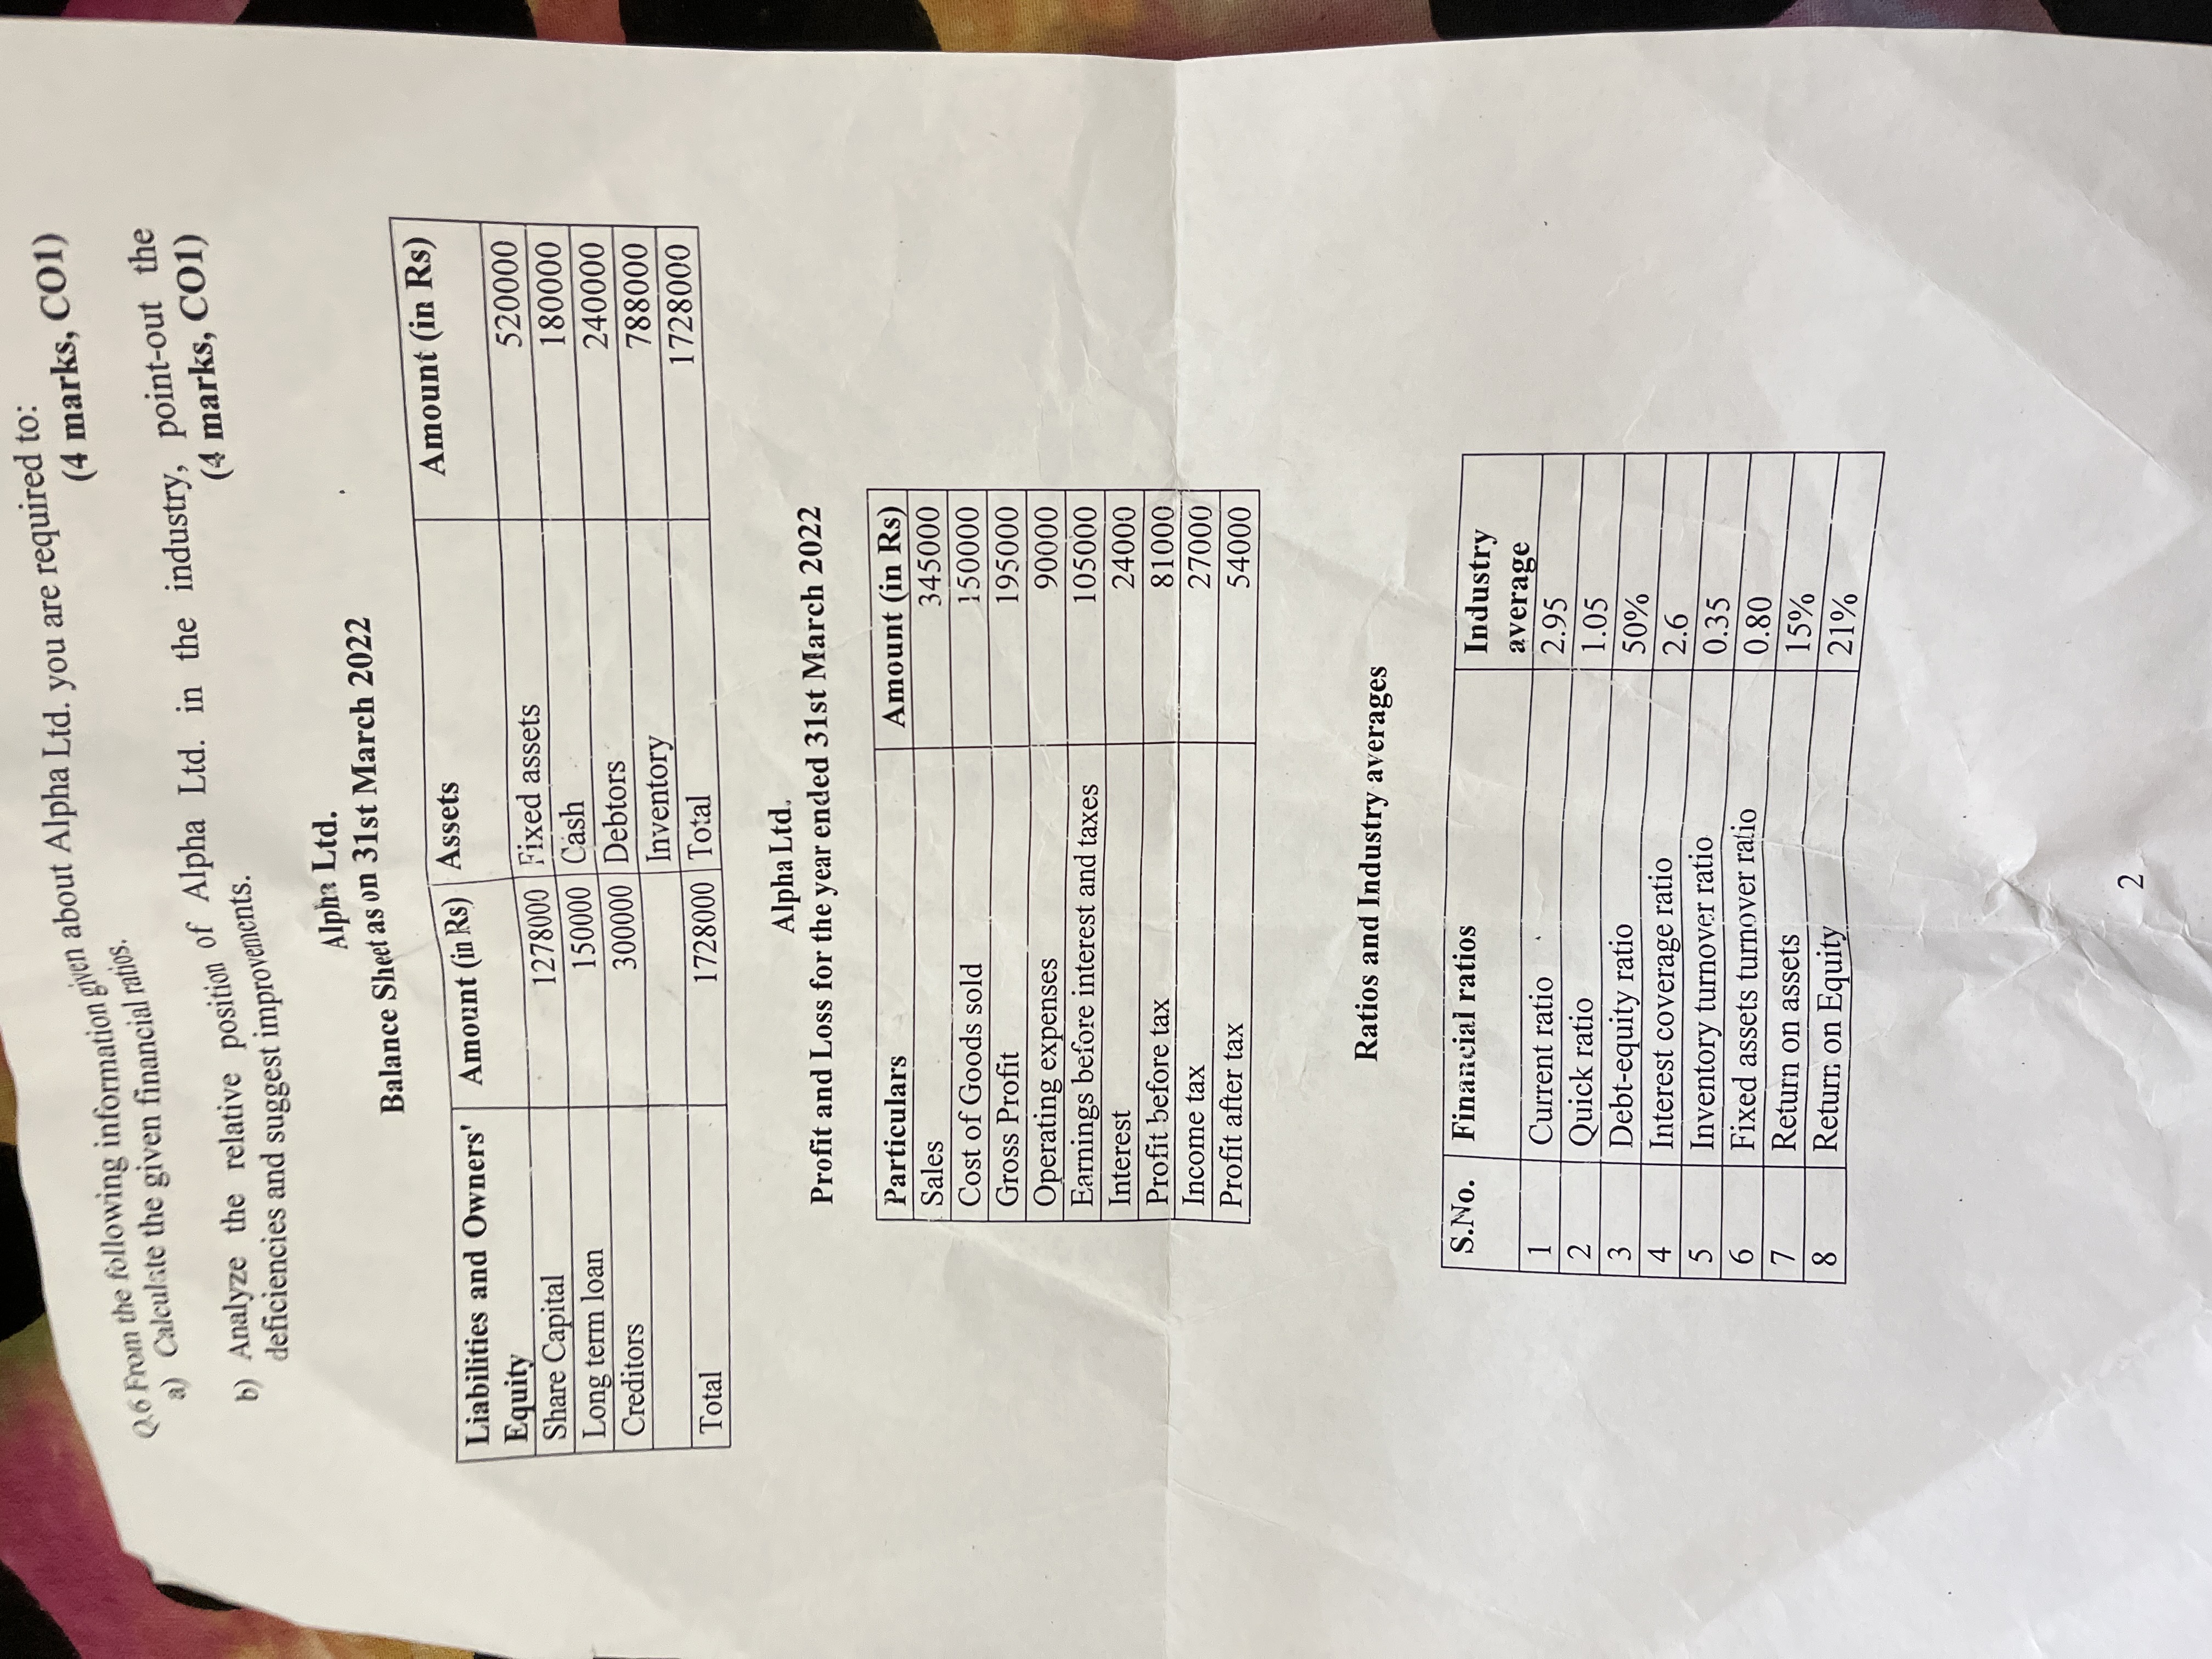 Q.6 From the following information given about Alpha Ltd. you are required to:
a) Calculate the given financial ratios. (4 marks, CO1)
b) Analyze the relative position of Alpha Ltd. in the industry, point-out the
deficiencies and suggest improvements. (4 marks, CO1)
Alpha Ltd.
Balance Sheet as on 31st March 2022
Liabilities and Owners' Equity Amount (in Rs) Assets Amount (in Rs)
Share Capital 1278000 Fixed assets 520000
Long term loan 150000 Cash 180000
Creditors 300000 Debtors 240000
Inventory 788000
Total 1728000 Total 1728000
Alpha Ltd.
Profit and Loss for the year ended 31st March 2022
Particulars Amount (in Rs)
Sales 345000
Cost of Goods sold 150000
Gross Profit 195000
Operating expenses 90000
Earnings before interest and taxes 105000
Interest 24000
Profit before tax 81000
Income tax 27000
Profit after tax 54000
Ratios and Industry averages
S.No. Financial ratios Industry average
1 Current ratio 2.95
2 Quick ratio 1.05
3 Debt-equity ratio 50%
4 Interest coverage ratio 2.6
5 Inventory turnover ratio 0.35
6 Fixed assets turnover ratio 0.80
7 Return on assets 15%
8 Return on Equity 21%
2